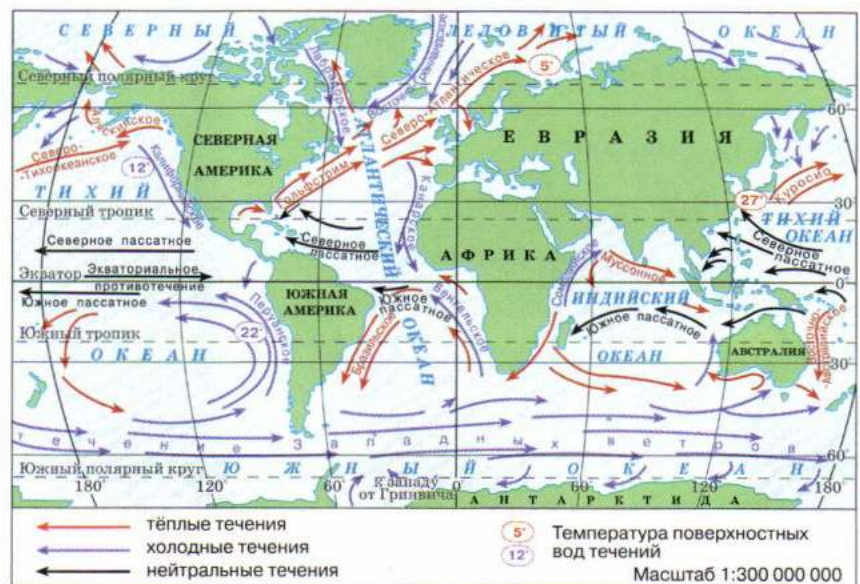 СЕВЕРНЫЙ ЛЕДОВИТЫЙ ОКЕАН
Северный полярный круг
Лабрадорское
Восточно-Гренландское
Аляскинское
Северо-Атлантическое
5°
60°
СЕВЕРНАЯ
АМЕРИКА
ЕВРАЗИЯ
Северо-
Тихоокеанское
12°
Калифорнийское
Гольфстрим
АТЛАНТИЧЕСКИЙ
Канарское
27°
Куросио
30°
ТИХИЙ
Северный тропик
Северное пассатное
Северное
пассатное
АФРИКА
Сомалийское
Муссонное
ТИХИЙ
ОКЕАН
Северное
пассатное
Экватор
Экваториальное
противотечение
0°
Южное пассатное
ЮЖНАЯ
АМЕРИКА
Южное
пассатное
Бенгельское
ИНДИЙСКИЙ
Южное пассатное
Перуанское
22°
Южный тропик
ОКЕАН
Бразильское
ОКЕАН
ОКЕАН
АВСТРАЛИЯ
Восточно-
-Австралийское
30°
течение Западных ветров
60°
Южный полярный круг
ЮЖНЫЙ ОКЕАН
180°
120°
60°
к западу
от Гринвича
0°
60°
120°
180°
АНТАРКТИДА
тёплые течения
холодные течения
нейтральные течения
5°
12°
Температура поверхностных
вод течений
Масштаб 1:300 000 000